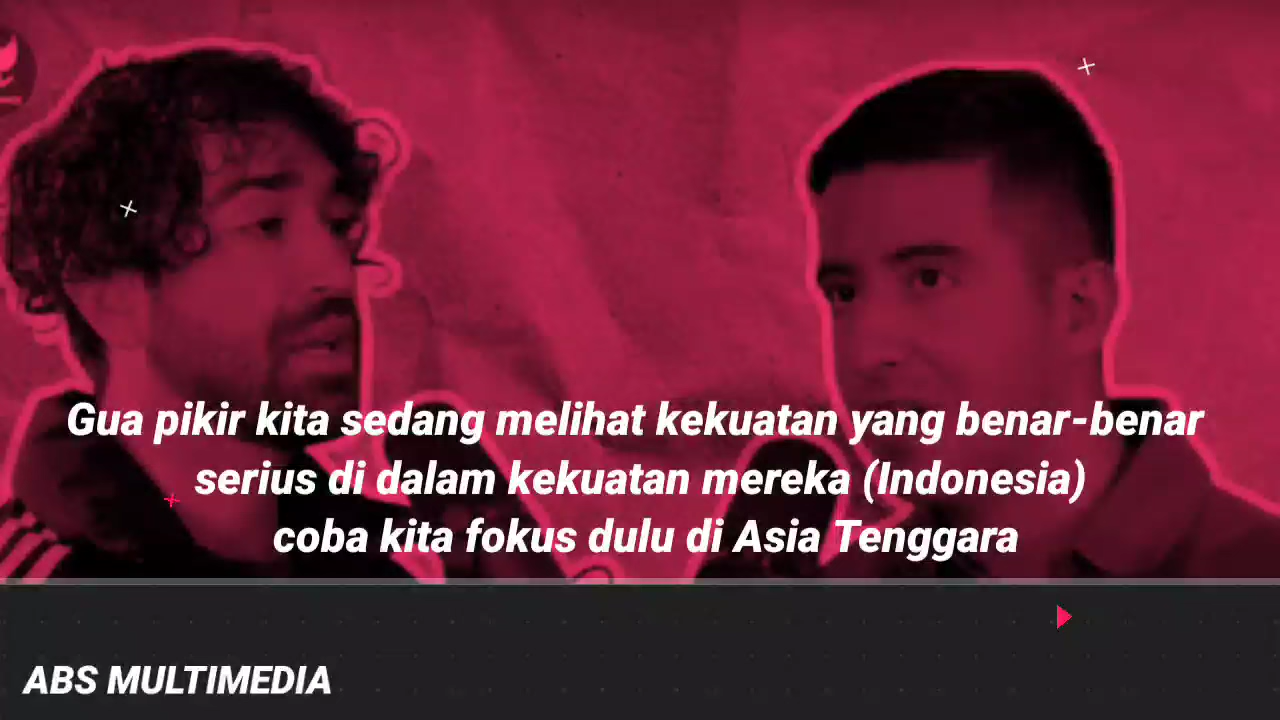 Gua pikir kita sedang melihat kekuatan yang benar-benar
serius di dalam kekuatan mereka (Indonesia)
coba kita fokus dulu di Asia Tenggara
ABS MULTIMEDIA